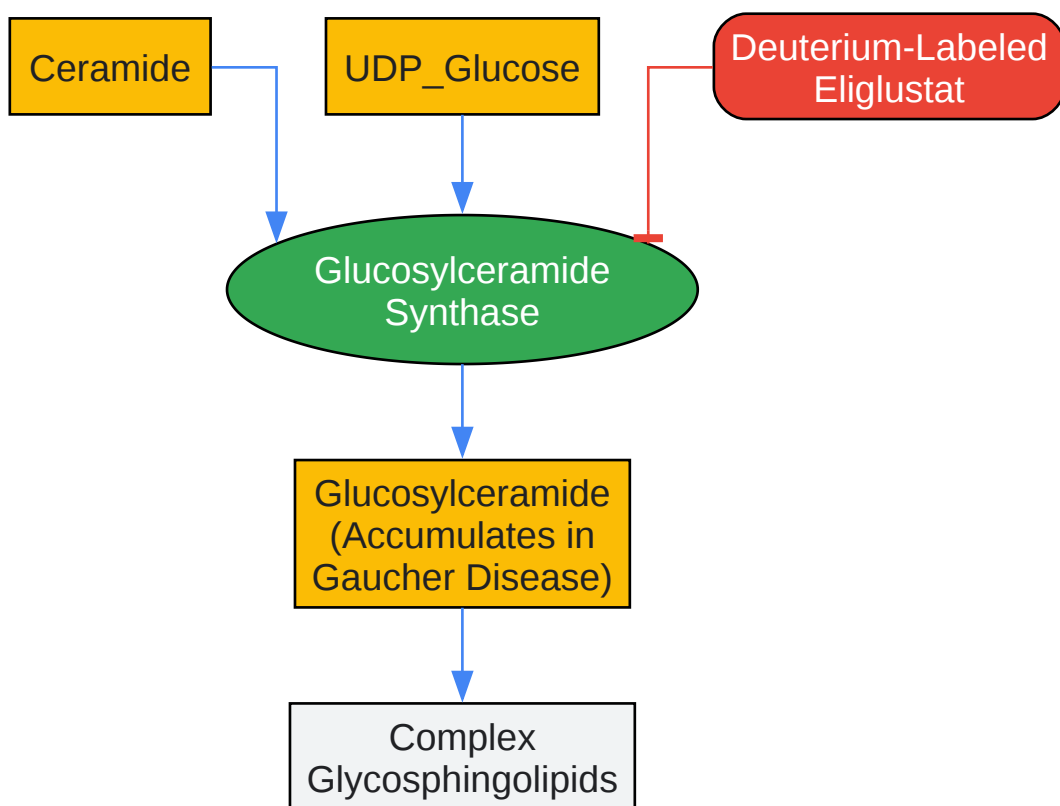 Ceramide
UDP_Glucose
Deuterium-Labeled
Eliglustat
Glucosylceramide
Synthase
Glucosylceramide
(Accumulates in
Gaucher Disease)
Complex
Glycosphingolipids